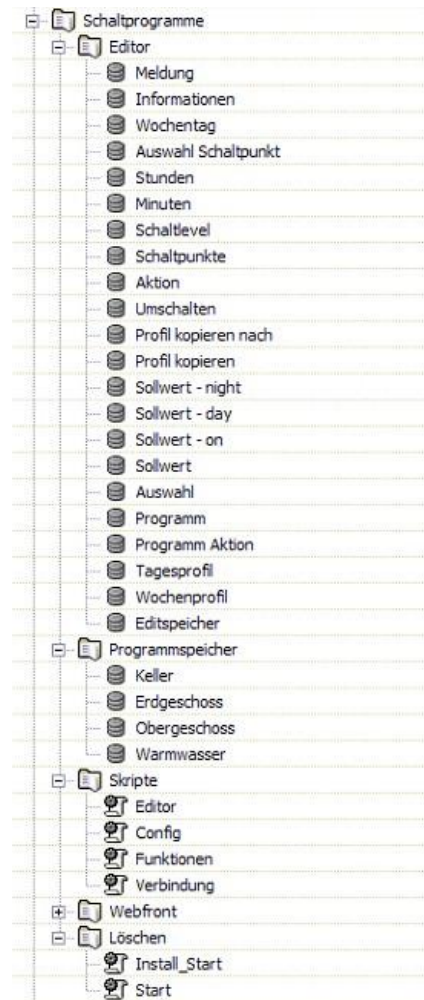 Schaltprogramme
Editor
Meldung
Informationen
Wochentag
Auswahl Schaltpunkt
Stunden
Minuten
Schaltlevel
Schaltpunkte
Aktion
Umschalten
Profil kopieren nach
Profil kopieren
Sollwert - night
Sollwert - day
Sollwert - on
Sollwert
Auswahl
Programm
Programm Aktion
Tagesprofil
Wochenprofil
Editspeicher
Programmspeicher
Keller
Erdgeschoss
Obergeschoss
Warmwasser
Skripte
Editor
Config
Funktionen
Verbindung
Webfront
Löschen
Install_Start
Start